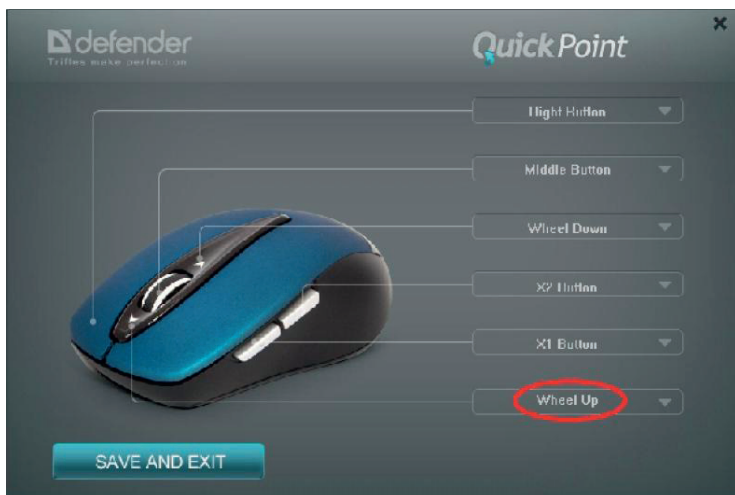 defender
Trifles make perfection
QuickPoint
Right Button
Middle Button
Wheel Down
X2 Button
X1 Button
Wheel Up
SAVE AND EXIT